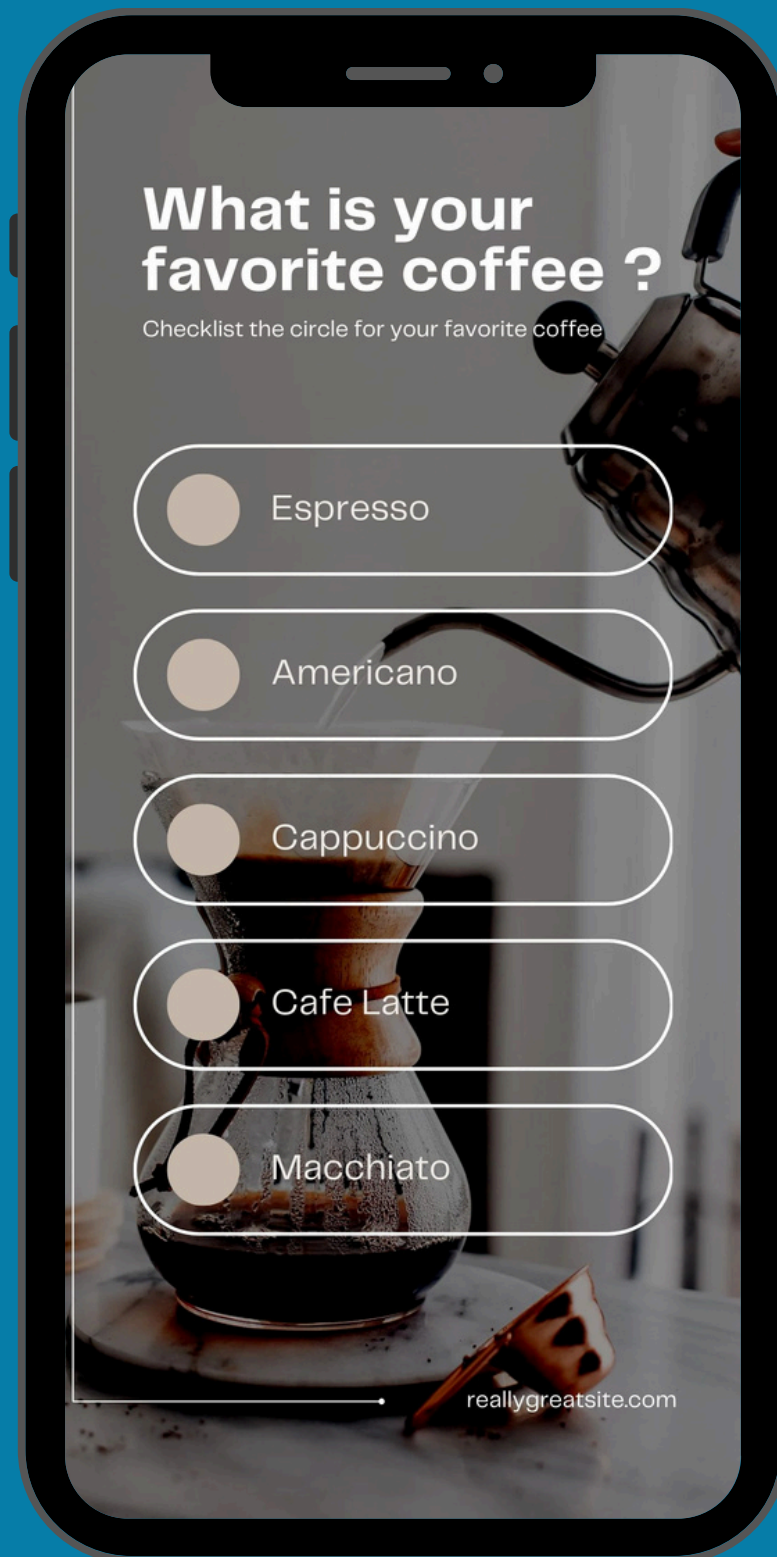 What is your
favorite coffee ?
Checklist the circle for your favorite coffee
Espresso
Americano
Cappuccino
Cafe Latte
Macchiato
reallygreatsite.com